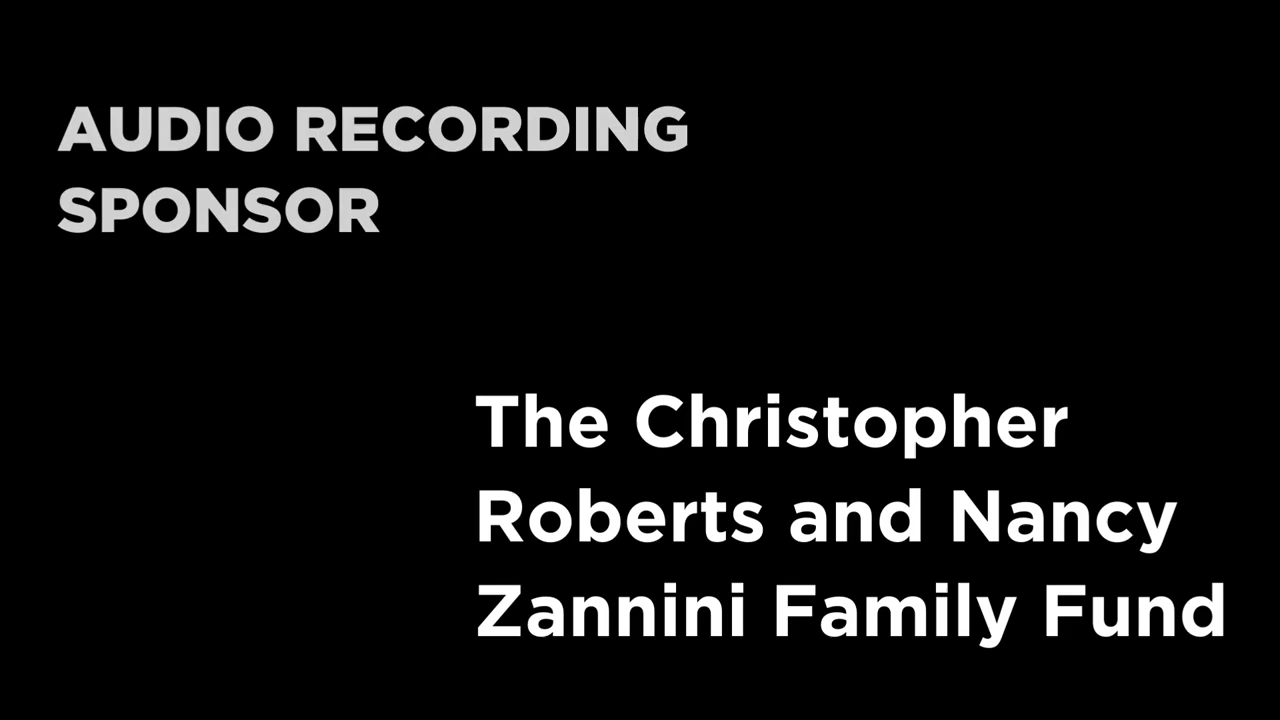 AUDIO RECORDING
SPONSOR
The Christopher
Roberts and Nancy
Zannini Family Fund